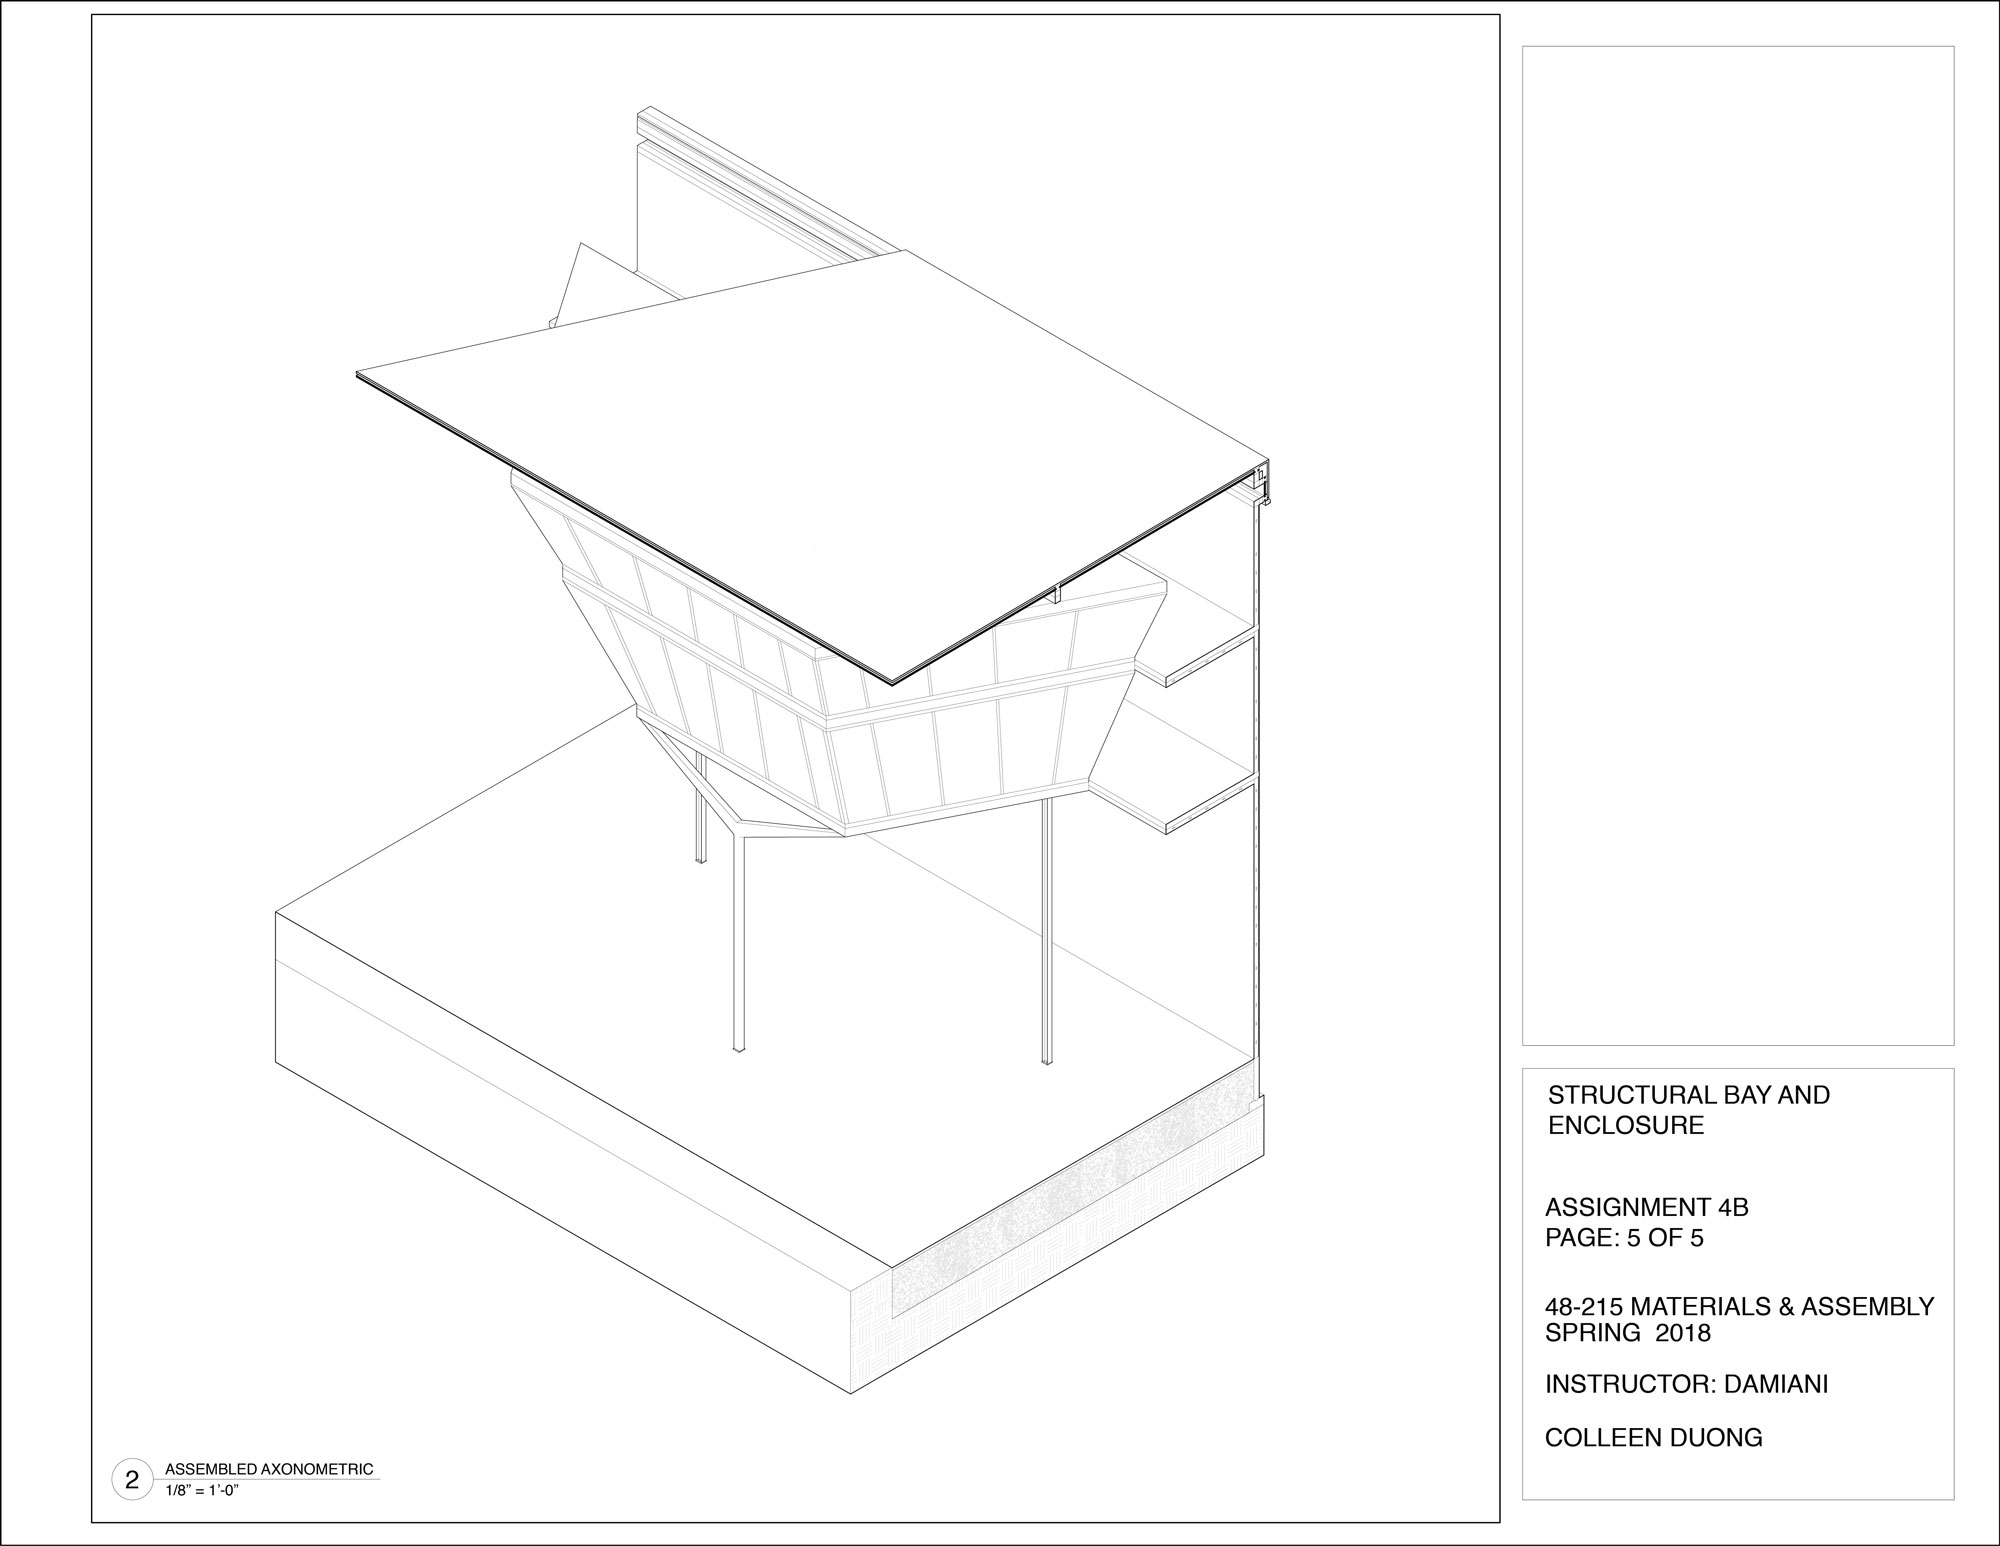 STRUCTURAL BAY AND
ENCLOSURE
ASSIGNMENT 4B
PAGE: 5 OF 5
48-215 MATERIALS & ASSEMBLY
SPRING  2018
INSTRUCTOR: DAMIANI
COLLEEN DUONG
2
ASSEMBLED AXONOMETRIC
1/8” = 1’-0”